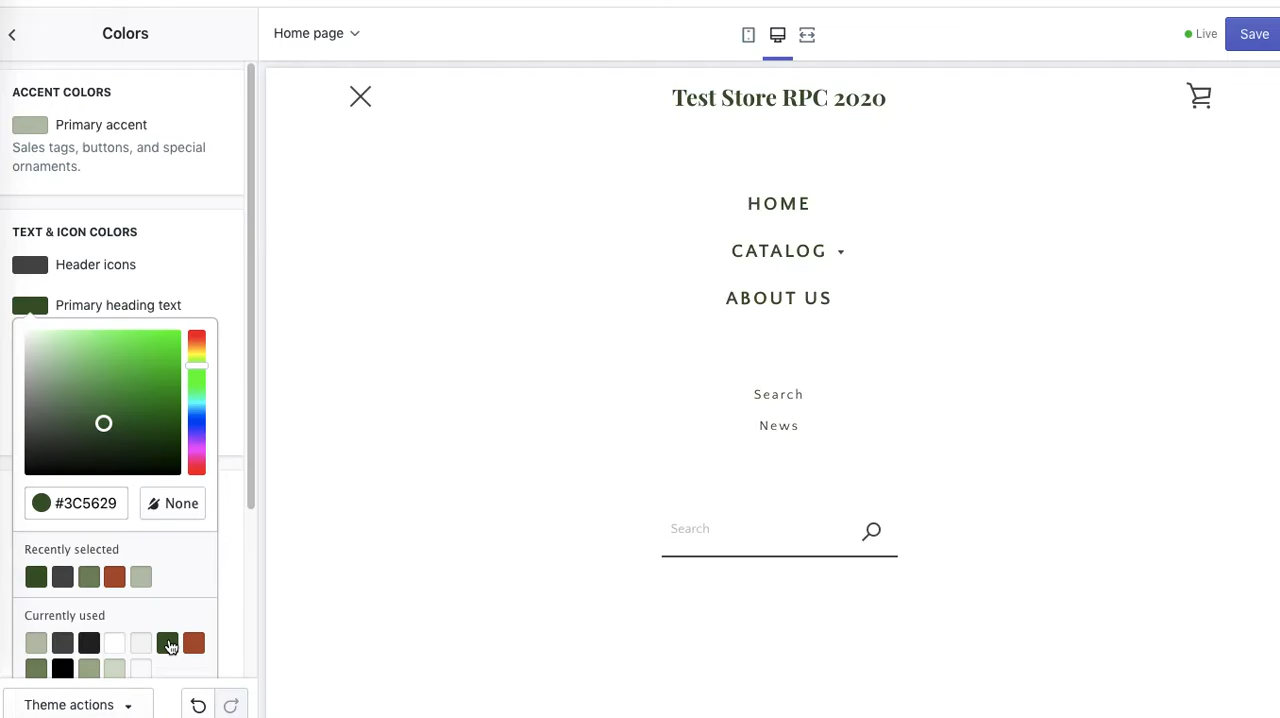 Colors
Home page
Live
Save
ACCENT COLORS
Primary accent
Sales tags, buttons, and special
ornaments.
TEXT & ICON COLORS
Header icons
Primary heading text
#3C5629
None
Recently selected
Currently used
Theme actions
Test Store RPC 2020
HOME
CATALOG
ABOUT US
Search
News
Search